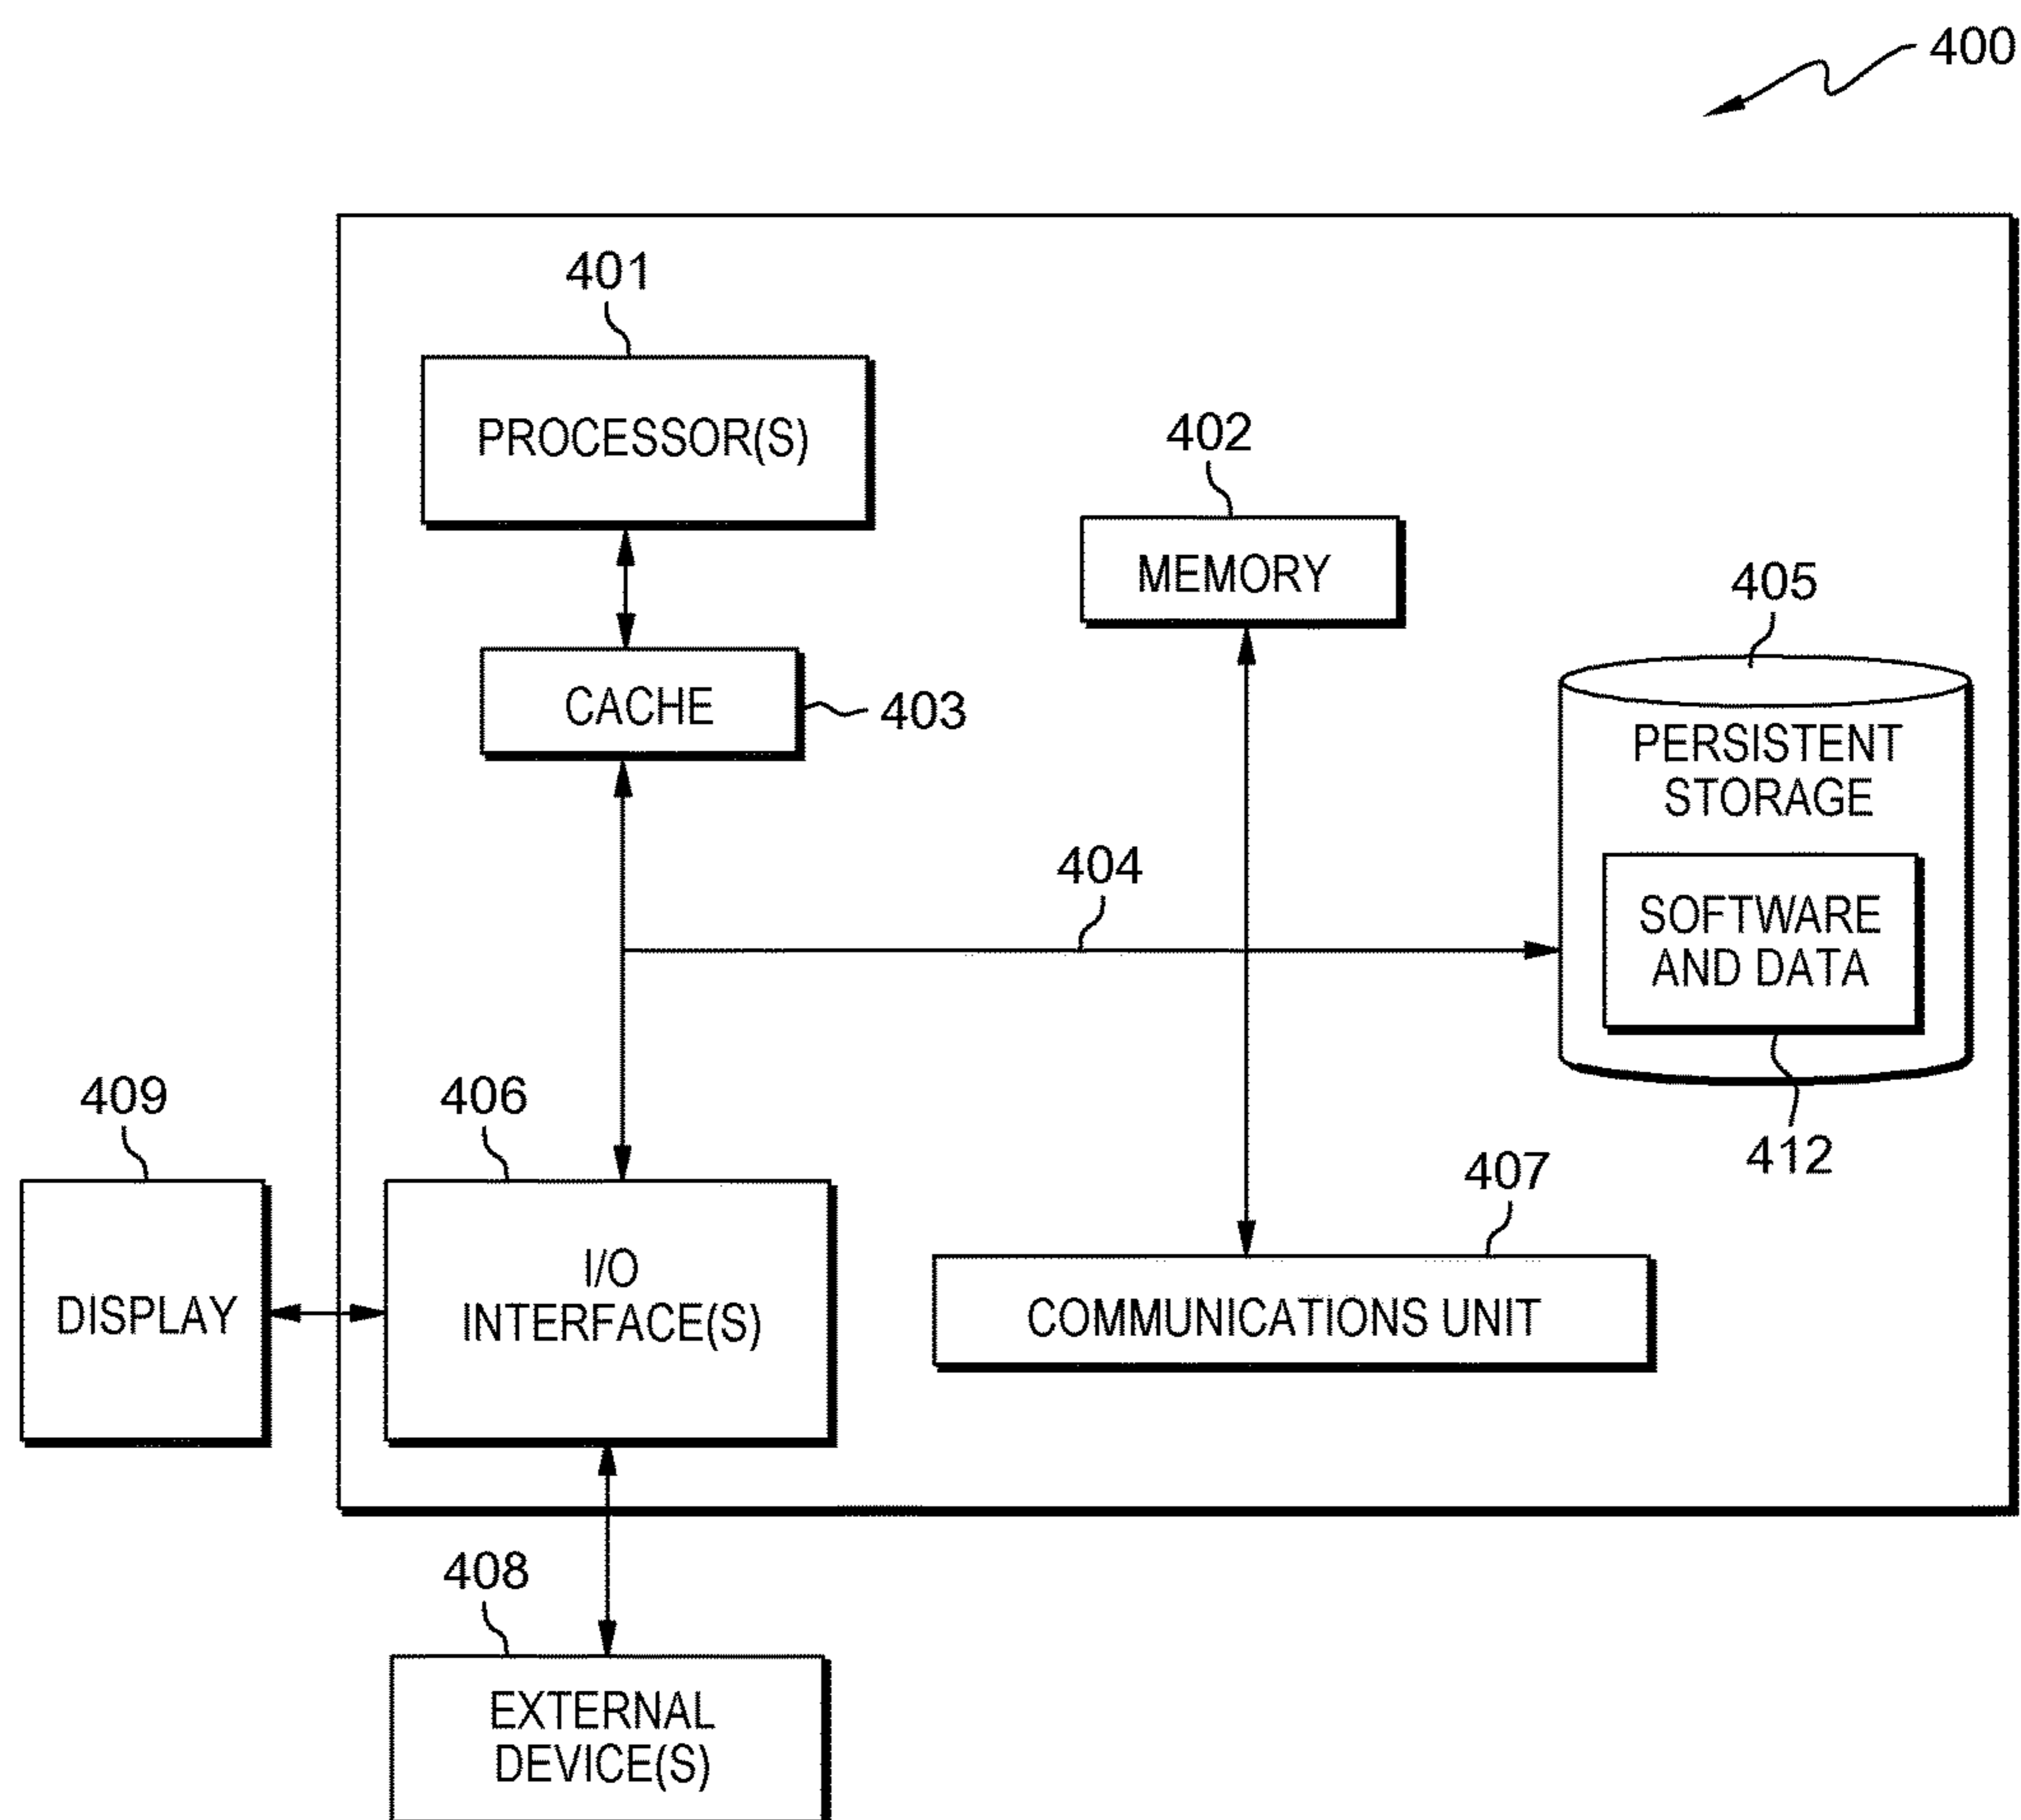 400
401
PROCESSOR(S)
402
MEMORY
405
CACHE
403
PERSISTENT
STORAGE
404
SOFTWARE
AND DATA
412
409
406
407
DISPLAY
I/O
INTERFACE(S)
COMMUNICATIONS UNIT
408
EXTERNAL
DEVICE(S)